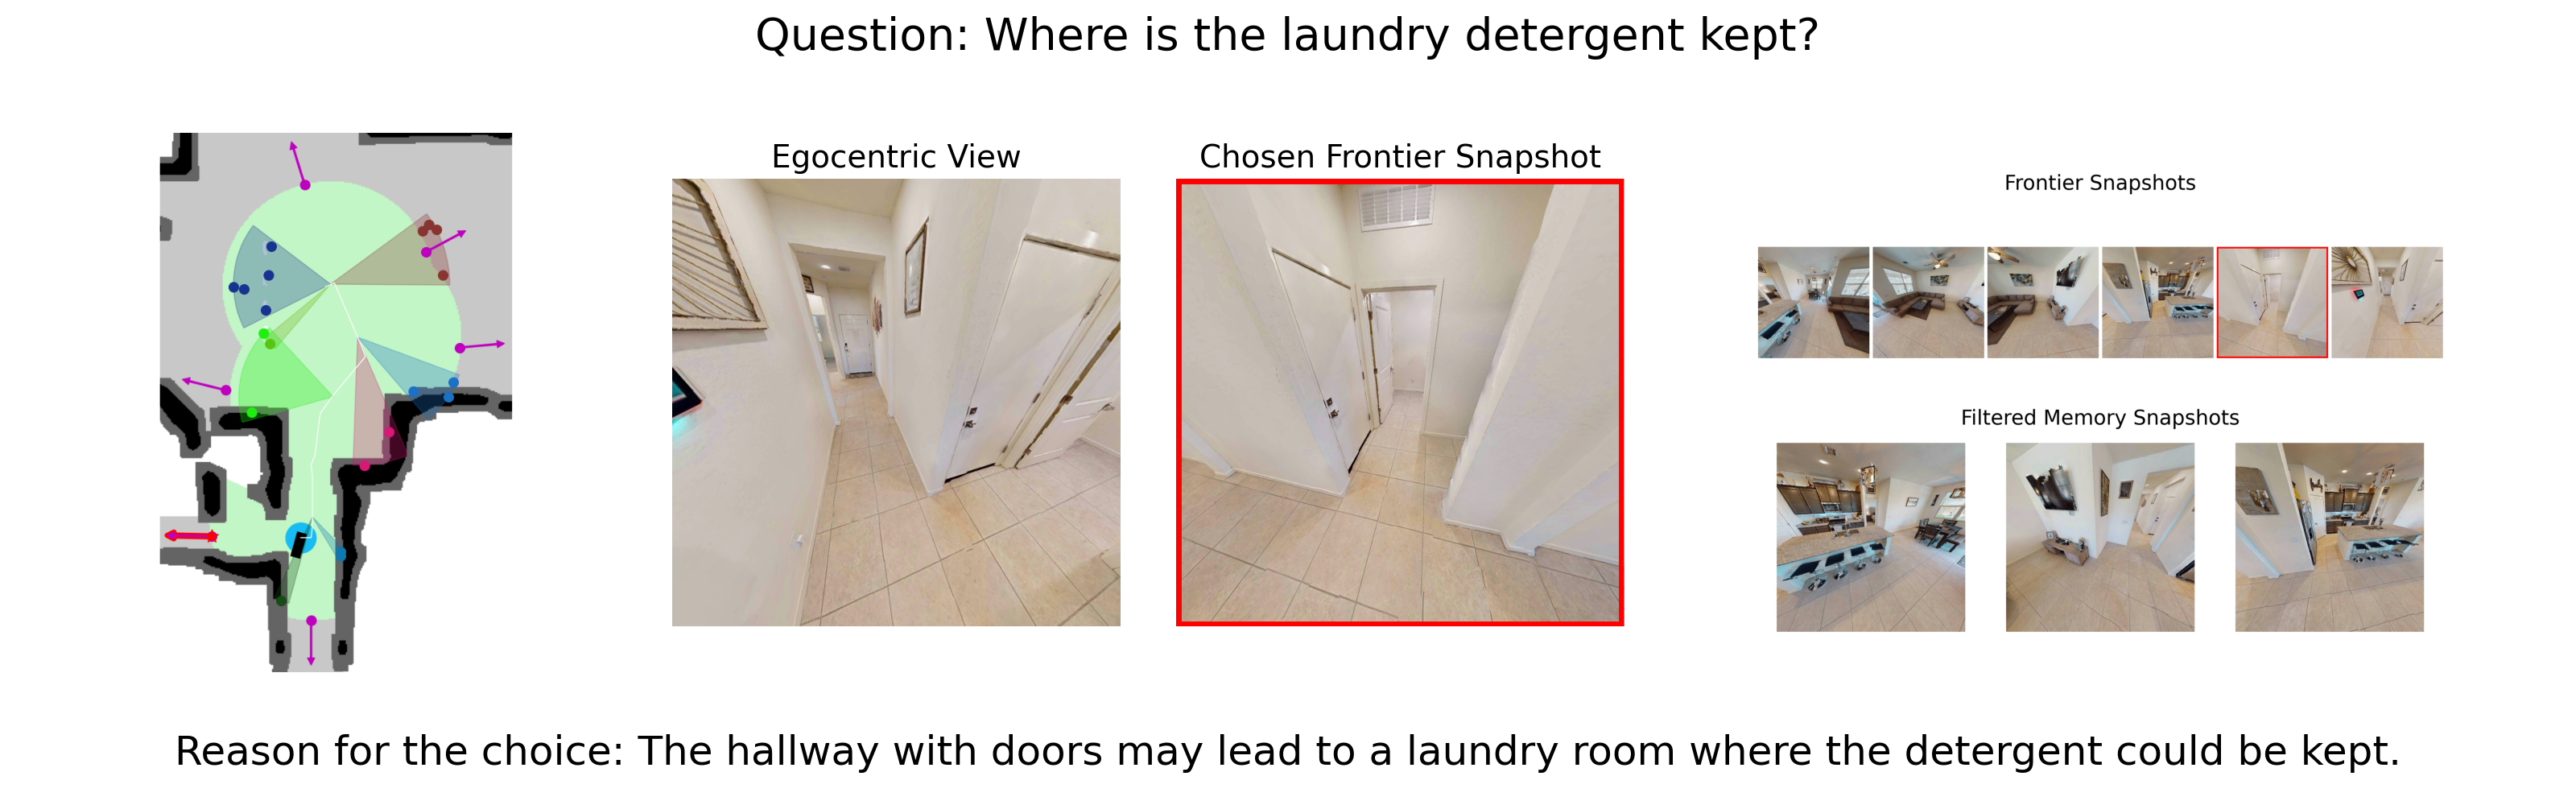 Question: Where is the laundry detergent kept?
Egocentric View
Chosen Frontier Snapshot
Frontier Snapshots
Filtered Memory Snapshots
Reason for the choice: The hallway with doors may lead to a laundry room where the detergent could be kept.